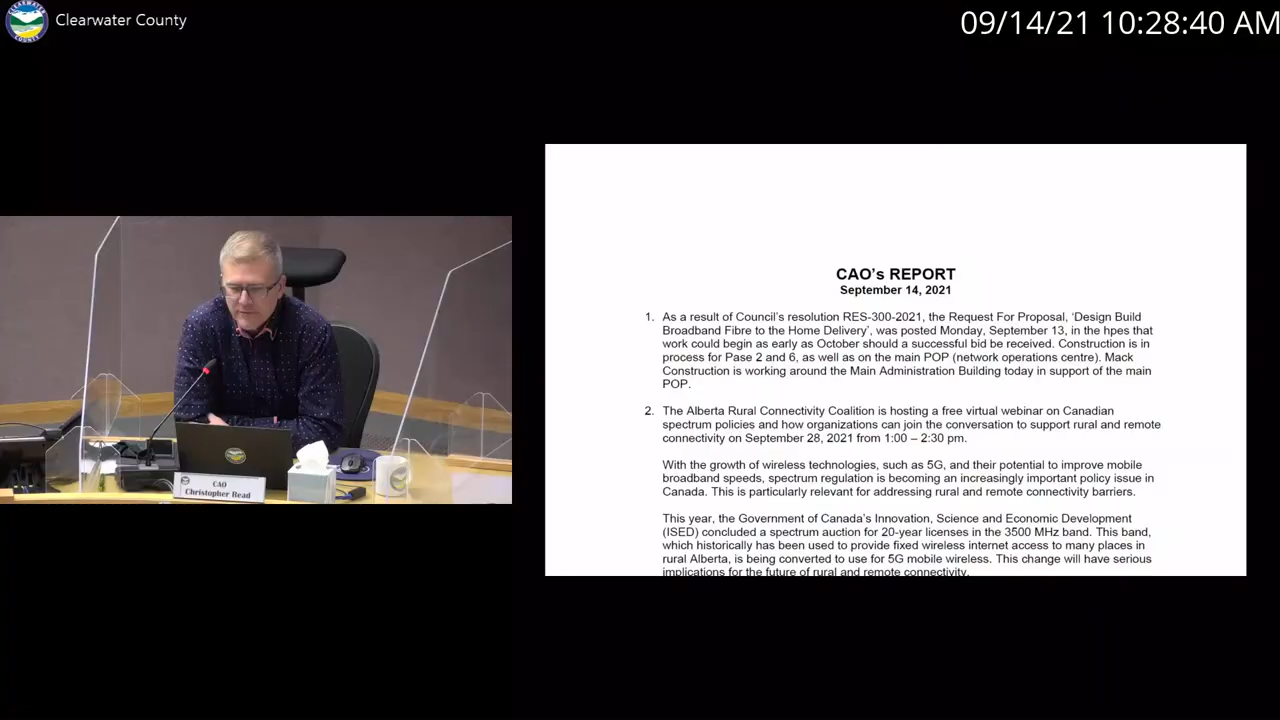 Clearwater County
09/14/21 10:28:40 AM
CLEARWATER
COUNTY
CAO's REPORT
September 14, 2021
1. As a result of Council's resolution RES-300-2021, the Request For Proposal, 'Design Build
Broadband Fibre to the Home Delivery', was posted Monday, September 13, in the hpes that
work could begin as early as October should a successful bid be received. Construction is in
process for Pase 2 and 6, as well as on the main POP (network operations centre). Mack
Construction is working around the Main Administration Building today in support of the main
POP.
2. The Alberta Rural Connectivity Coalition is hosting a free virtual webinar on Canadian
spectrum policies and how organizations can join the conversation to support rural and remote
connectivity on September 28, 2021 from 1:00 – 2:30 pm.
With the growth of wireless technologies, such as 5G, and their potential to improve mobile
broadband speeds, spectrum regulation is becoming an increasingly important policy issue in
Canada. This is particularly relevant for addressing rural and remote connectivity barriers.
This year, the Government of Canada's Innovation, Science and Economic Development
(ISED) concluded a spectrum auction for 20-year licenses in the 3500 MHz band. This band,
which historically has been used to provide fixed wireless internet access to many places in
rural Alberta, is being converted to use for 5G mobile wireless. This change will have serious
implications for the future of rural and remote connectivity.
CAO
Christopher Read